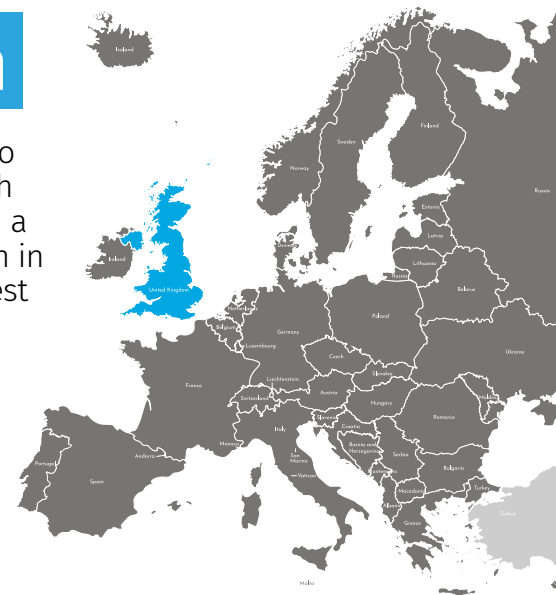 n
o
h
a
n in
est
Iceland
Norway
Sweden
Finland
Russia
Estonia
Latvia
Lithuania
Russia
Belarus
Ireland
United Kingdom
Denmark
Netherlands
Belgium
Luxembourg
Germany
Poland
Ukraine
Czech
Slovakia
Liechtenstein
Austria
Switzerland
Hungary
Moldova
France
Slovenia
Croatia
Romania
Italy
Monaco
San
Marino
Bosnia and
Herzegovina
Serbia
Andorra
Portugal
Spain
Vatican
Montenegro
Bulgaria
Macedonia
Albania
Turkey
Greece
Turkey
Malta